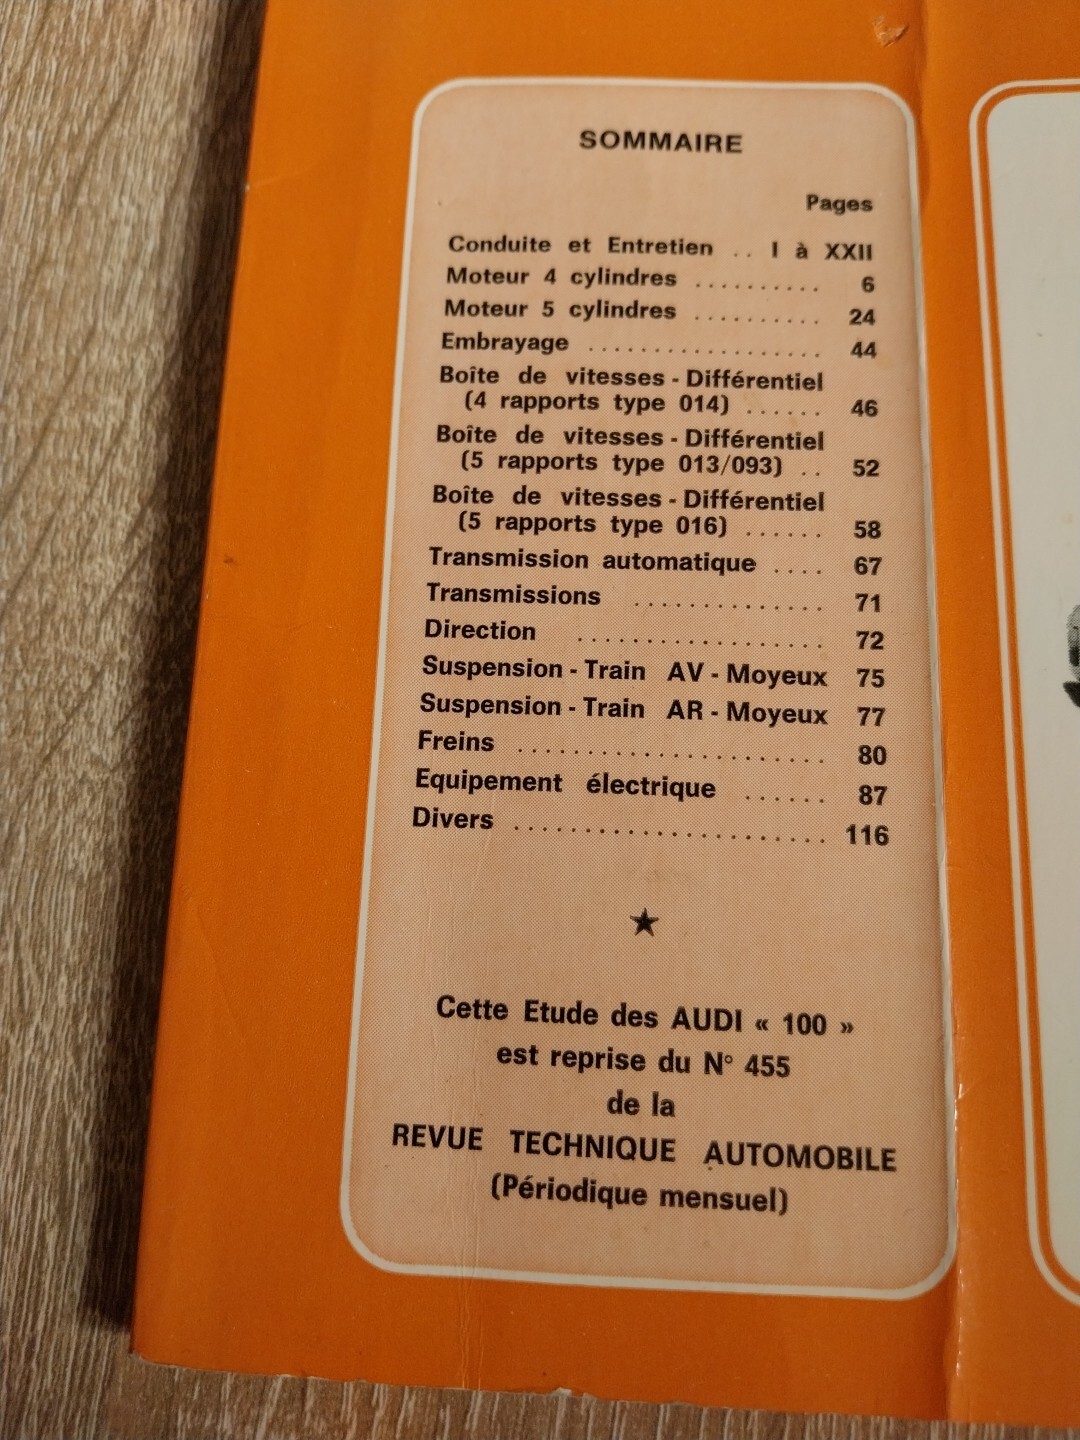 SOMMAIRE
Pages
Conduite et Entretien .. I à XXII
Moteur 4 cylindres .......... 6
Moteur 5 cylindres .......... 24
Embrayage .................. 44
Boîte de vitesses - Différentiel
(4 rapports type 014) ...... 46
Boîte de vitesses - Différentiel
(5 rapports type 013/093) .. 52
Boîte de vitesses - Différentiel
(5 rapports type 016) ...... 58
Transmission automatique .... 67
Transmissions ............... 71
Direction ................... 72
Suspension - Train AV - Moyeux 75
Suspension - Train AR - Moyeux 77
Freins ........................ 80
Equipement électrique ...... 87
Divers ........................ 116
★
Cette Etude des AUDI « 100 »
est reprise du N° 455
de la
REVUE TECHNIQUE AUTOMOBILE
(Périodique mensuel)